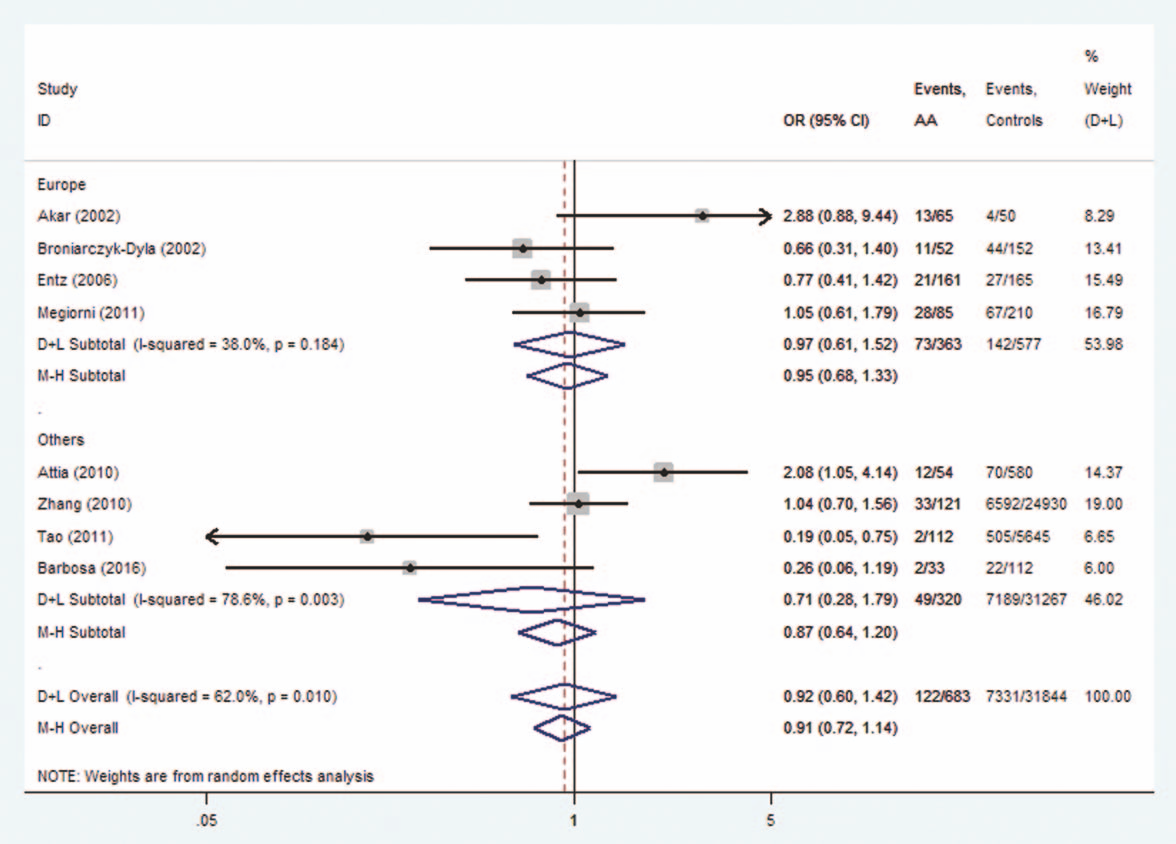 %
Study Events, Events, Weight
ID OR (95% CI) AA Controls (D+L)
Europe
Akar (2002) 2.88 (0.88, 9.44) 13/65 4/50 8.29
Broniarczyk-Dyla (2002) 0.66 (0.31, 1.40) 11/52 44/152 13.41
Entz (2006) 0.77 (0.41, 1.42) 21/161 27/165 15.49
Megiorni (2011) 1.05 (0.61, 1.79) 28/85 67/210 16.79
D+L Subtotal (I-squared = 38.0%, p = 0.184) 0.97 (0.61, 1.52) 73/363 142/577 53.98
M-H Subtotal 0.95 (0.68, 1.33)
.
Others
Attia (2010) 2.08 (1.05, 4.14) 12/54 70/580 14.37
Zhang (2010) 1.04 (0.70, 1.56) 33/121 6592/24930 19.00
Tao (2011) 0.19 (0.05, 0.75) 2/112 505/5645 6.65
Barbosa (2016) 0.26 (0.06, 1.19) 2/33 22/112 6.00
D+L Subtotal (I-squared = 78.6%, p = 0.003) 0.71 (0.28, 1.79) 49/320 7189/31267 46.02
M-H Subtotal 0.87 (0.64, 1.20)
.
D+L Overall (I-squared = 62.0%, p = 0.010) 0.92 (0.60, 1.42) 122/683 7331/31844 100.00
M-H Overall 0.91 (0.72, 1.14)
NOTE: Weights are from random effects analysis
.05 1 5